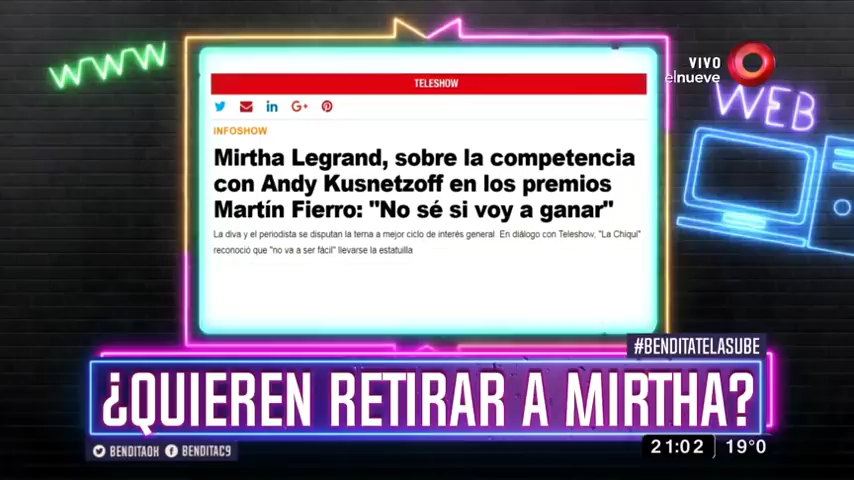 WWW
VIVO
elnueve
WEB
TELESHOW
INFOSHOW
Mirtha Legrand, sobre la competencia
con Andy Kusnetzoff en los premios
Martín Fierro: "No sé si voy a ganar"
La diva y el periodista se disputan la terna a mejor ciclo de interés general. En diálogo con Teleshow, "La Chiqui"
reconoció que "no va a ser fácil" llevarse la estatuilla
#BENDITATELASUBE
¿QUIEREN RETIRAR A MIRTHA?
BENDITAOK BENDITAC9
21:02 19°0